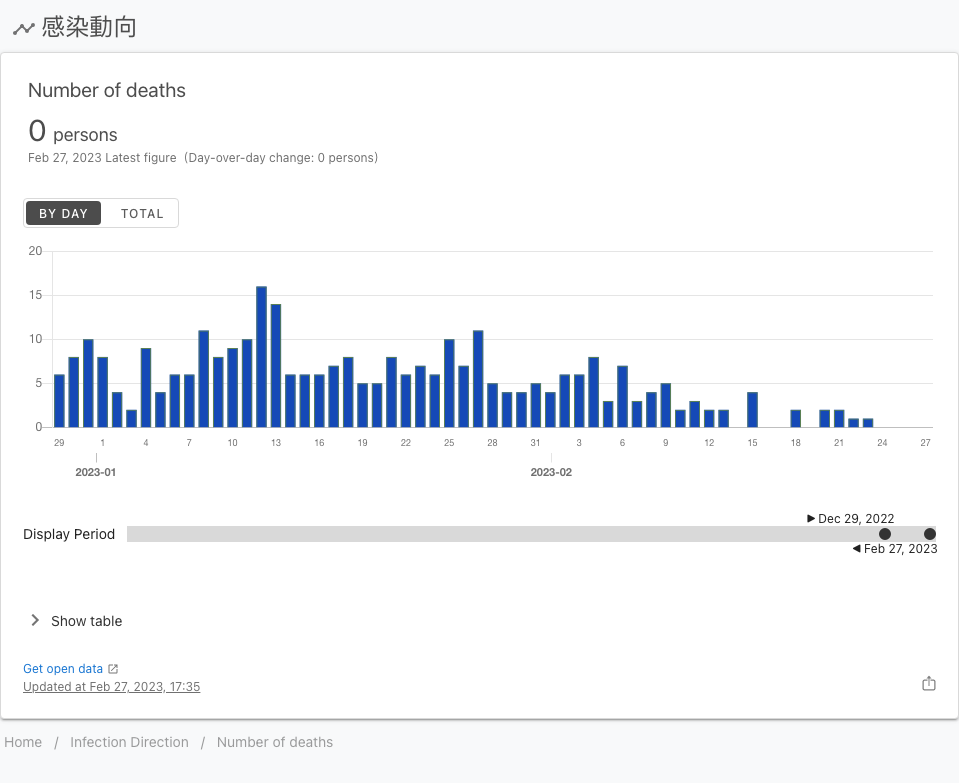 感染動向
Number of deaths
0 persons
Feb 27, 2023 Latest figure (Day-over-day change: 0 persons)
BY DAY TOTAL
20
15
10
5
0
29 1 4 7 10 13 16 19 22 25 28 31 3 6 9 12 15 18 21 24 27
2023-01 2023-02
Dec 29, 2022
Display Period
Feb 27, 2023
Show table
Get open data
Updated at Feb 27, 2023, 17:35
Home / Infection Direction / Number of deaths